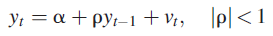 yₜ = α + ρyₜ₋₁ + vₜ, |ρ| < 1